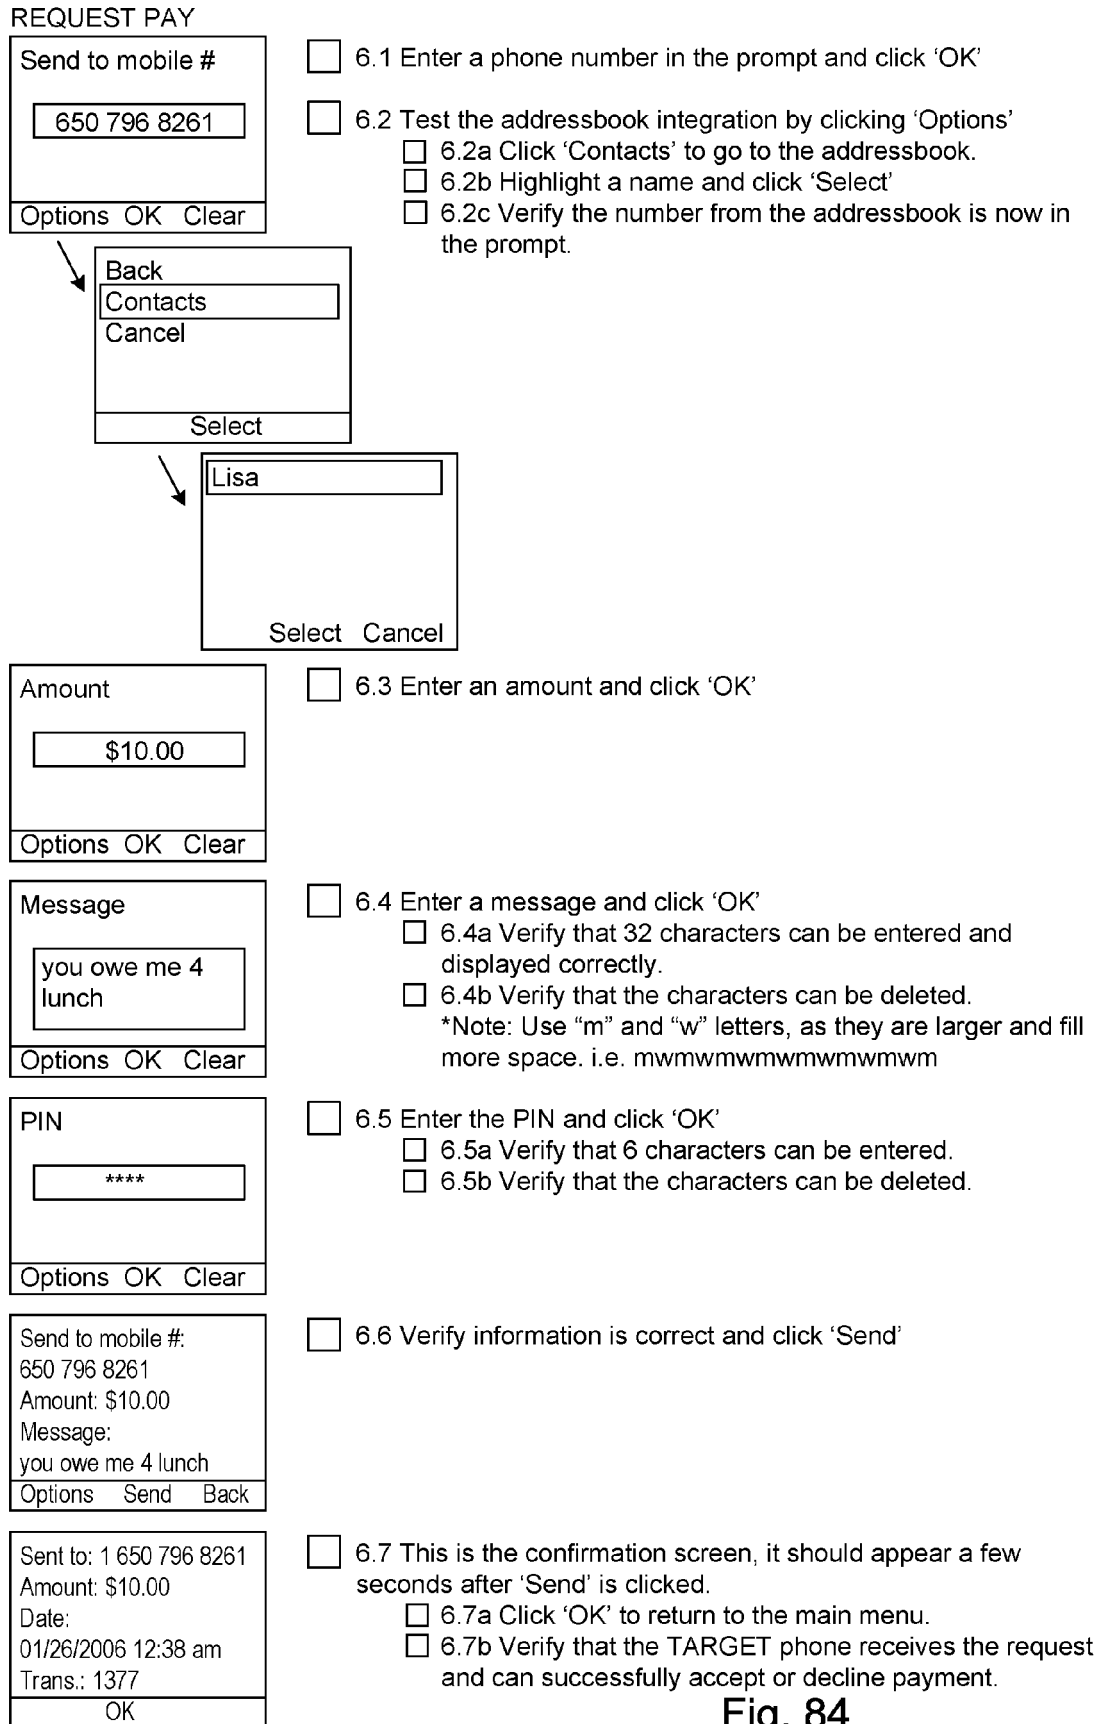 REQUEST PAY
Send to mobile #
650 796 8261
Options OK Clear
6.1 Enter a phone number in the prompt and click ‘OK’
6.2 Test the addressbook integration by clicking ‘Options’
6.2a Click ‘Contacts’ to go to the addressbook.
6.2b Highlight a name and click ‘Select’
6.2c Verify the number from the addressbook is now in
the prompt.
Back
Contacts
Cancel
Select
Lisa
Select Cancel
Amount
$10.00
Options OK Clear
6.3 Enter an amount and click ‘OK’
Message
you owe me 4
lunch
Options OK Clear
6.4 Enter a message and click ‘OK’
6.4a Verify that 32 characters can be entered and
displayed correctly.
6.4b Verify that the characters can be deleted.
*Note: Use “m” and “w” letters, as they are larger and fill
more space. i.e. mwmwmwmwmwmwmwm
PIN
****
Options OK Clear
6.5 Enter the PIN and click ‘OK’
6.5a Verify that 6 characters can be entered.
6.5b Verify that the characters can be deleted.
Send to mobile #:
650 796 8261
Amount: $10.00
Message:
you owe me 4 lunch
Options Send Back
6.6 Verify information is correct and click ‘Send’
Sent to: 1 650 796 8261
Amount: $10.00
Date:
01/26/2006 12:38 am
Trans.: 1377
OK
6.7 This is the confirmation screen, it should appear a few
seconds after ‘Send’ is clicked.
6.7a Click ‘OK’ to return to the main menu.
6.7b Verify that the TARGET phone receives the request
and can successfully accept or decline payment.
Fig. 84